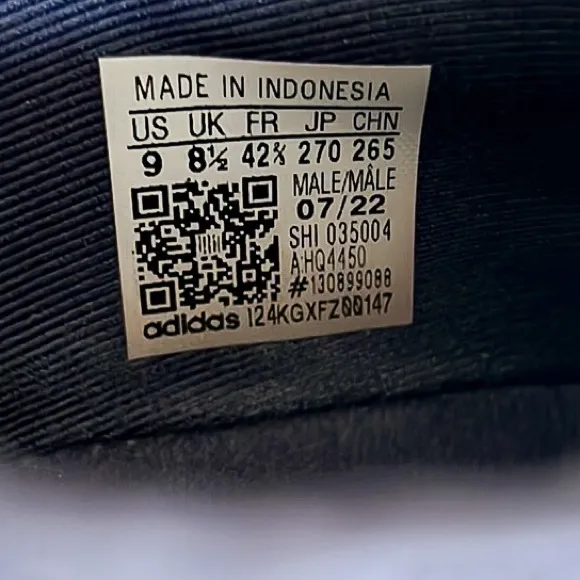 MADE IN INDONESIA
US UK FR JP CHN
9 8½ 42⅔ 270 265
MALE/MÂLE
07/22
SHI 035004
A:HQ4450
#130899088
adidas 124KGXFZ00147